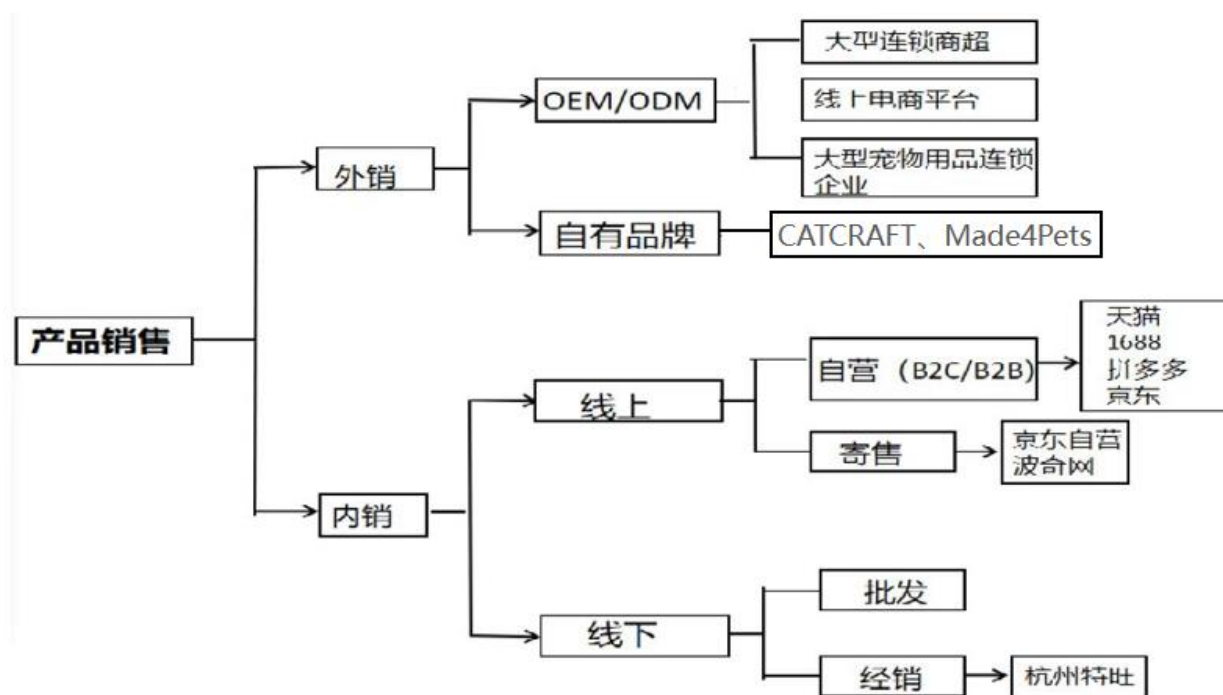 大型连锁商超
OEM/ODM
线上电商平台
大型宠物用品连锁
企业
外销
自有品牌
CATCRAFT、Made4Pets
产品销售
天猫
1688
拼多多
京东
自营（B2C/B2B)
线上
寄售
京东自营
波奇网
内销
批发
线下
经销
杭州特旺